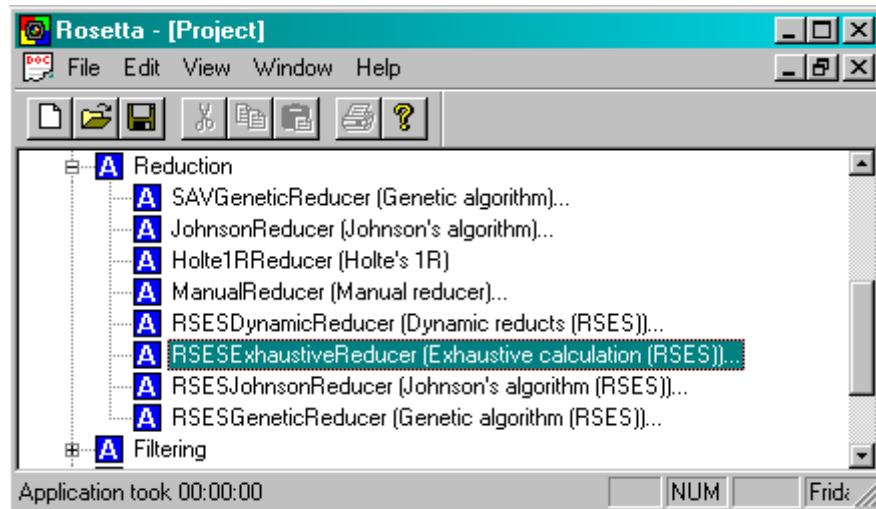 Rosetta - [Project]
DOC File Edit View Window Help
Reduction
A SAVGeneticReducer (Genetic algorithm)...
A JohnsonReducer (Johnson's algorithm)...
A Holte1RReducer (Holte's 1R)
A ManualReducer (Manual reducer)...
A RSESDynamicReducer (Dynamic reducts (RSES))...
A RSESExhaustiveReducer (Exhaustive calculation (RSES))...
A RSESJohnsonReducer (Johnson's algorithm (RSES))...
A RSESGeneticReducer (Genetic algorithm (RSES))...
A Filtering
Application took 00:00:00 NUM Frida